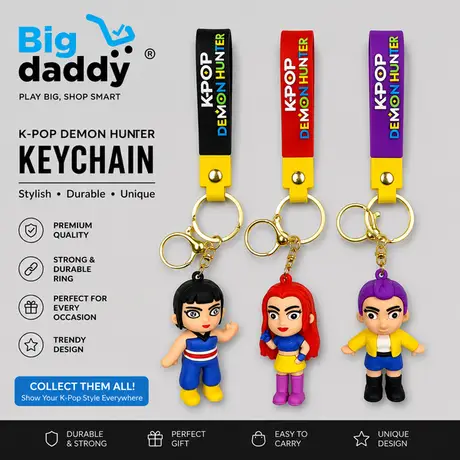 Big
daddy®
PLAY BIG, SHOP SMART
K-POP DEMON HUNTER
KEYCHAIN
Stylish • Durable • Unique
PREMIUM
QUALITY
STRONG &
DURABLE
RING
PERFECT FOR
EVERY
OCCASION
TRENDY
DESIGN
COLLECT THEM ALL!
Show Your K-Pop Style Everywhere
K-POP
DEMON HUNTER
K-POP
DEMON HUNTER
K-POP
DEMON HUNTER
DURABLE
& STRONG
PERFECT
GIFT
EASY TO
CARRY
UNIQUE
DESIGN